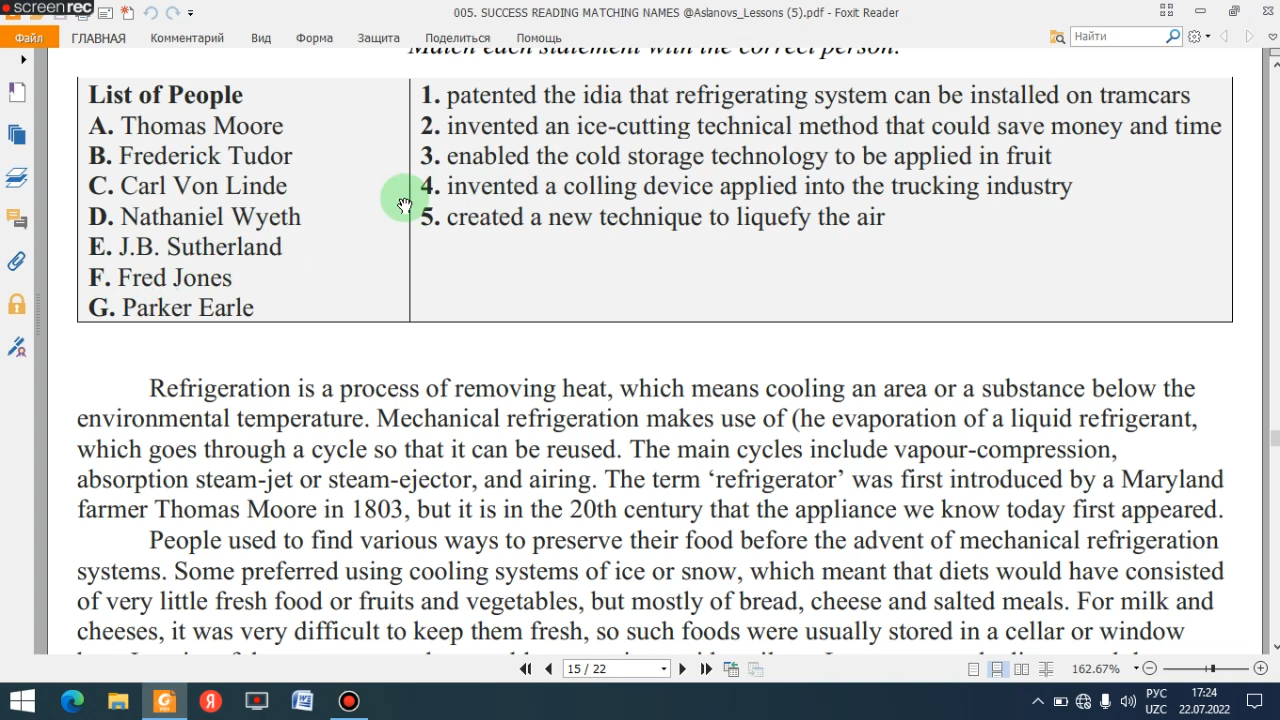 screenrec
005. SUCCESS READING MATCHING NAMES @Aslanovs_Lessons (5).pdf - Foxit Reader
Файл ГЛАВНАЯ Комментарий Вид Форма Защита Поделиться Помощь Найти
Match each statement with the correct person.
List of People
A. Thomas Moore
B. Frederick Tudor
C. Carl Von Linde
D. Nathaniel Wyeth
E. J.B. Sutherland
F. Fred Jones
G. Parker Earle
1. patented the idia that refrigerating system can be installed on tramcars
2. invented an ice-cutting technical method that could save money and time
3. enabled the cold storage technology to be applied in fruit
4. invented a colling device applied into the trucking industry
5. created a new technique to liquefy the air
Refrigeration is a process of removing heat, which means cooling an area or a substance below the
environmental temperature. Mechanical refrigeration makes use of (he evaporation of a liquid refrigerant,
which goes through a cycle so that it can be reused. The main cycles include vapour-compression,
absorption steam-jet or steam-ejector, and airing. The term ‘refrigerator’ was first introduced by a Maryland
farmer Thomas Moore in 1803, but it is in the 20th century that the appliance we know today first appeared.
People used to find various ways to preserve their food before the advent of mechanical refrigeration
systems. Some preferred using cooling systems of ice or snow, which meant that diets would have consisted
of very little fresh food or fruits and vegetables, but mostly of bread, cheese and salted meals. For milk and
cheeses, it was very difficult to keep them fresh, so such foods were usually stored in a cellar or window
15 / 22
162.67%
РУС 17:24
UZC 22.07.2022